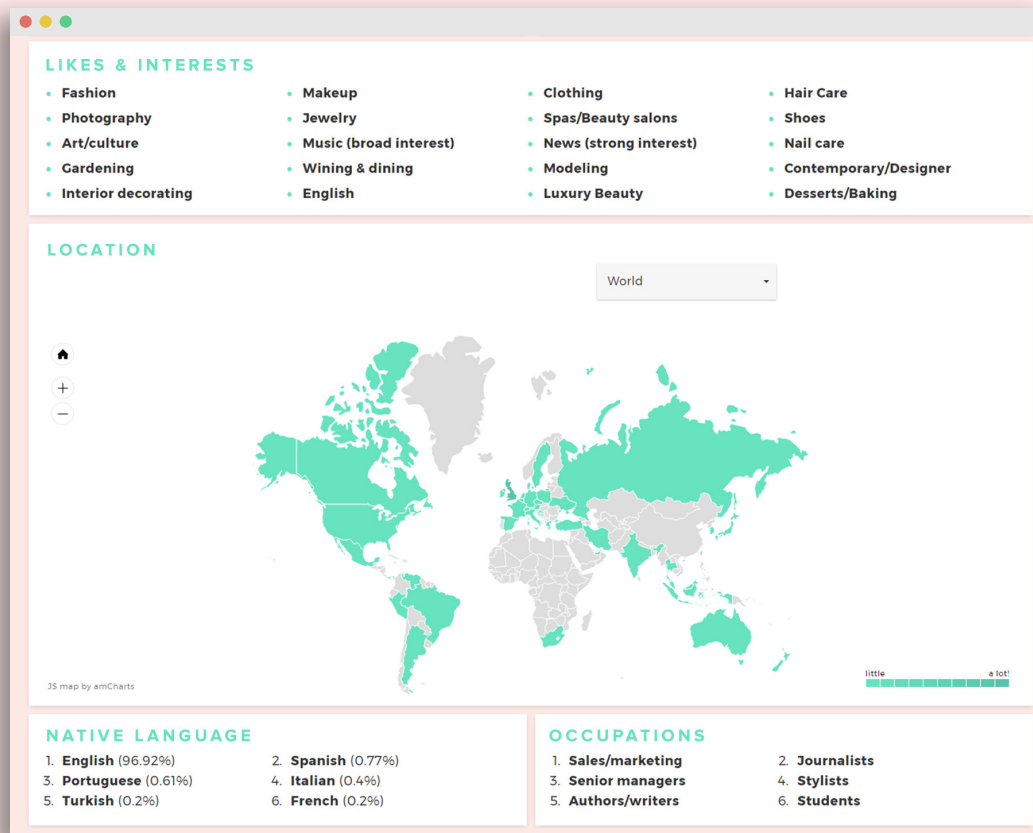 LIKES & INTERESTS
Fashion
Makeup
Clothing
Hair Care
Photography
Jewelry
Spas/Beauty salons
Shoes
Art/culture
Music (broad interest)
News (strong interest)
Nail care
Gardening
Wining & dining
Modeling
Contemporary/Designer
Interior decorating
English
Luxury Beauty
Desserts/Baking
LOCATION
World
little
a lot!
JS map by amCharts
NATIVE LANGUAGE
1. English (96.92%)
2. Spanish (0.77%)
3. Portuguese (0.61%)
4. Italian (0.4%)
5. Turkish (0.2%)
6. French (0.2%)
OCCUPATIONS
1. Sales/marketing
2. Journalists
3. Senior managers
4. Stylists
5. Authors/writers
6. Students